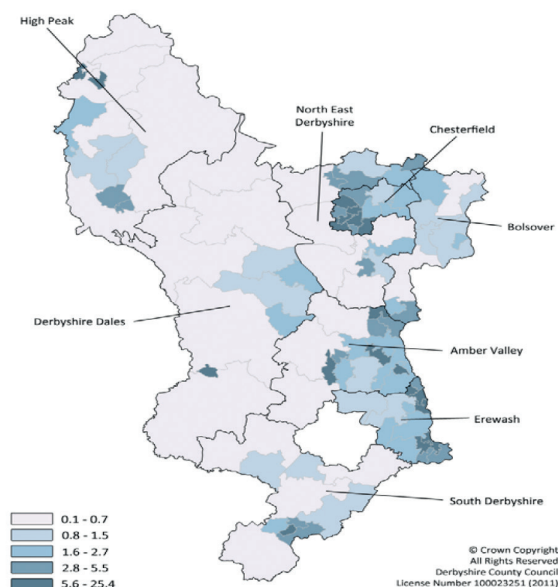 High Peak
North East
Derbyshire
Chesterfield
Bolsover
Derbyshire Dales
Amber Valley
Erewash
South Derbyshire
0.1 - 0.7
0.8 - 1.5
1.6 - 2.7
2.8 - 5.5
5.6 - 25.4
© Crown Copyright
All Rights Reserved
Derbyshire County Council
License Number 100023251 (2011)